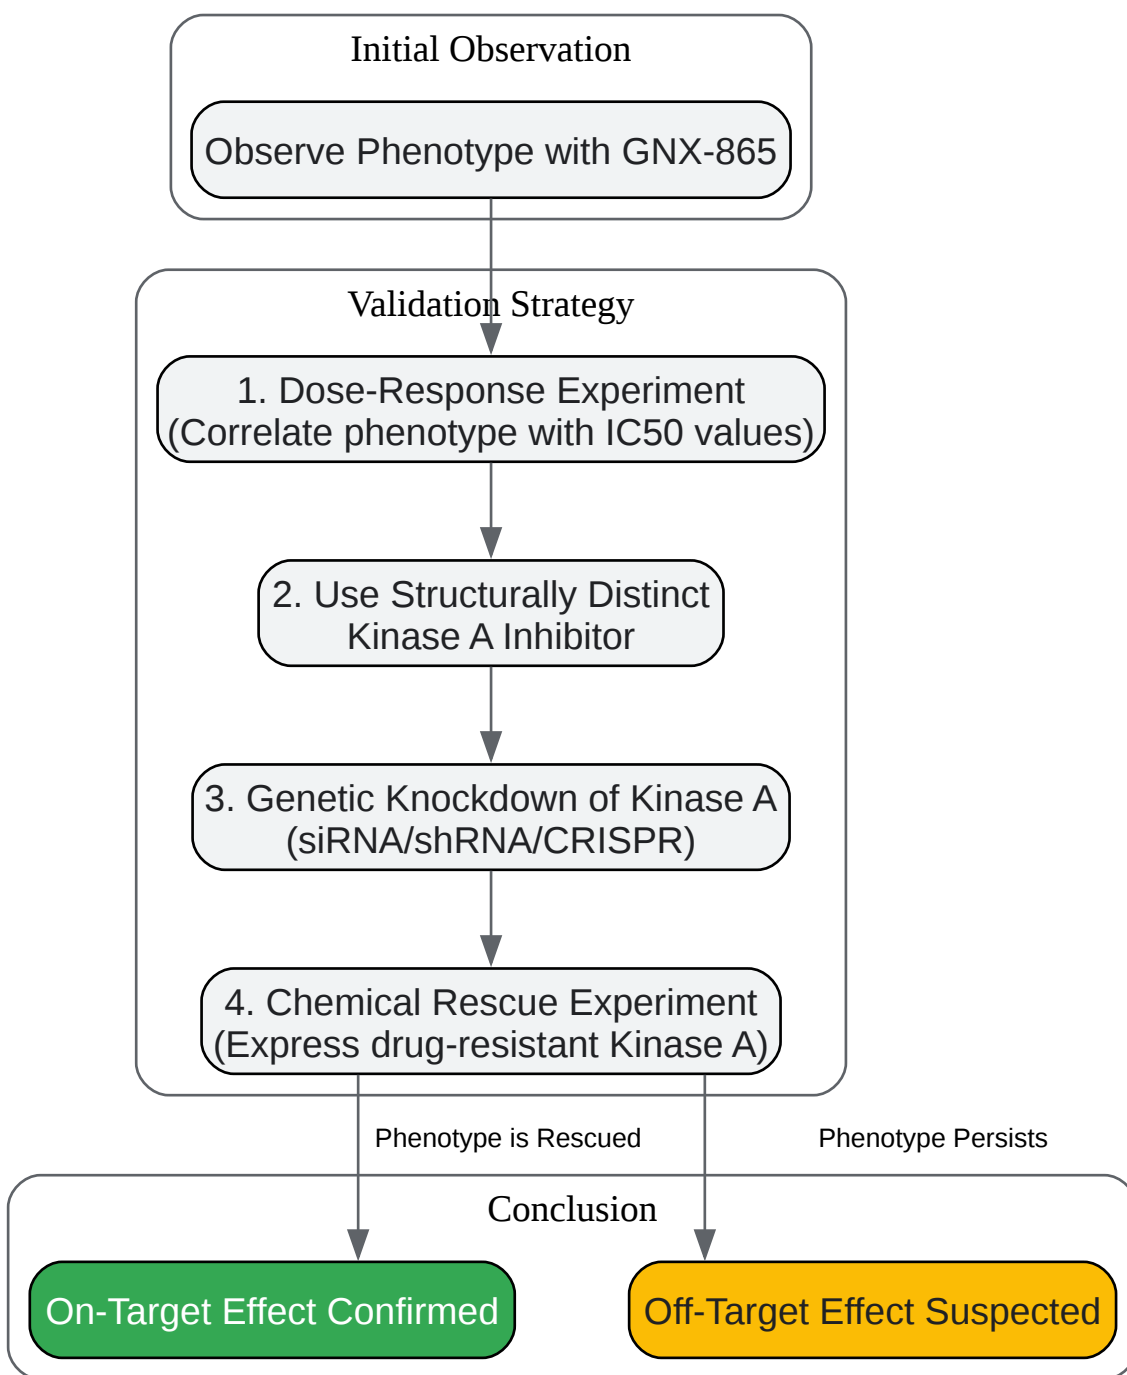 Initial Observation
Observe Phenotype with GNX-865
Validation Strategy
1. Dose-Response Experiment
(Correlate phenotype with IC50 values)
2. Use Structurally Distinct
Kinase A Inhibitor
3. Genetic Knockdown of Kinase A
(siRNA/shRNA/CRISPR)
4. Chemical Rescue Experiment
(Express drug-resistant Kinase A)
Phenotype is Rescued
Phenotype Persists
Conclusion
On-Target Effect Confirmed
Off-Target Effect Suspected